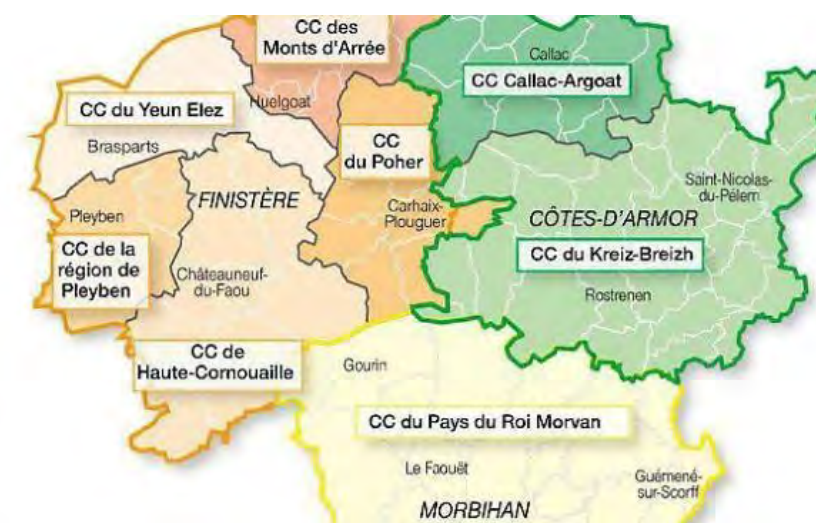 CC des
Monts d'Arrée
Callac
CC Callac-Argoat
Huelgoat
CC du Yeun Elez
Brasparts
CC
du Poher
Saint-Nicolas-
du-Pélem
FINISTÈRE
Pleyben
Carhaix-
Plouguer
CÔTES-D'ARMOR
CC de la
région de
Pleyben
CC du Kreiz-Breizh
Châteauneuf-
du-Faou
Rostrenen
CC de
Haute-Cornouaille
Gourin
CC du Pays du Roi Morvan
Le Faouët
Guémené-
sur-Scorff
MORBIHAN